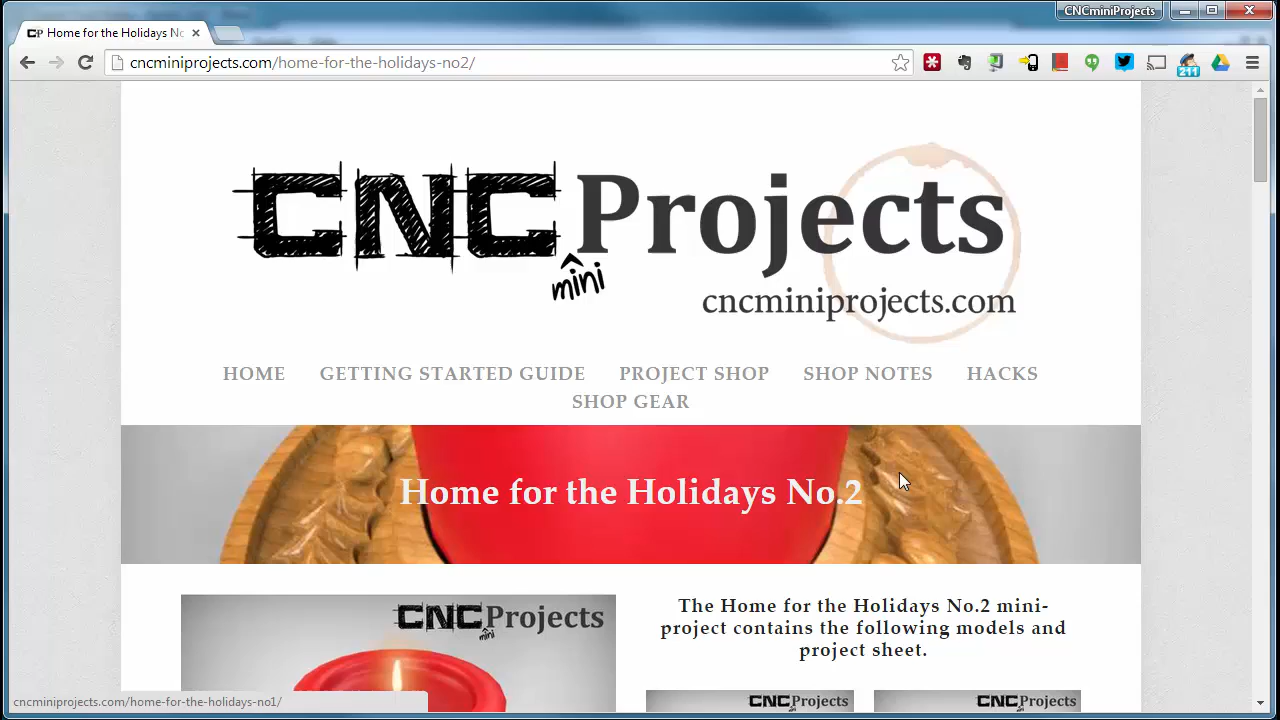 CNCminiProjects
CP Home for the Holidays No
cncminiprojects.com/home-for-the-holidays-no2/
211
CNC Projects
mini
cncminiprojects.com
HOME GETTING STARTED GUIDE PROJECT SHOP SHOP NOTES HACKS
SHOP GEAR
Home for the Holidays No.2
CNC Projects
mini
The Home for the Holidays No.2 mini-
project contains the following models and
project sheet.
CNC Projects
CNC Projects
cncminiprojects.com/home-for-the-holidays-no1/